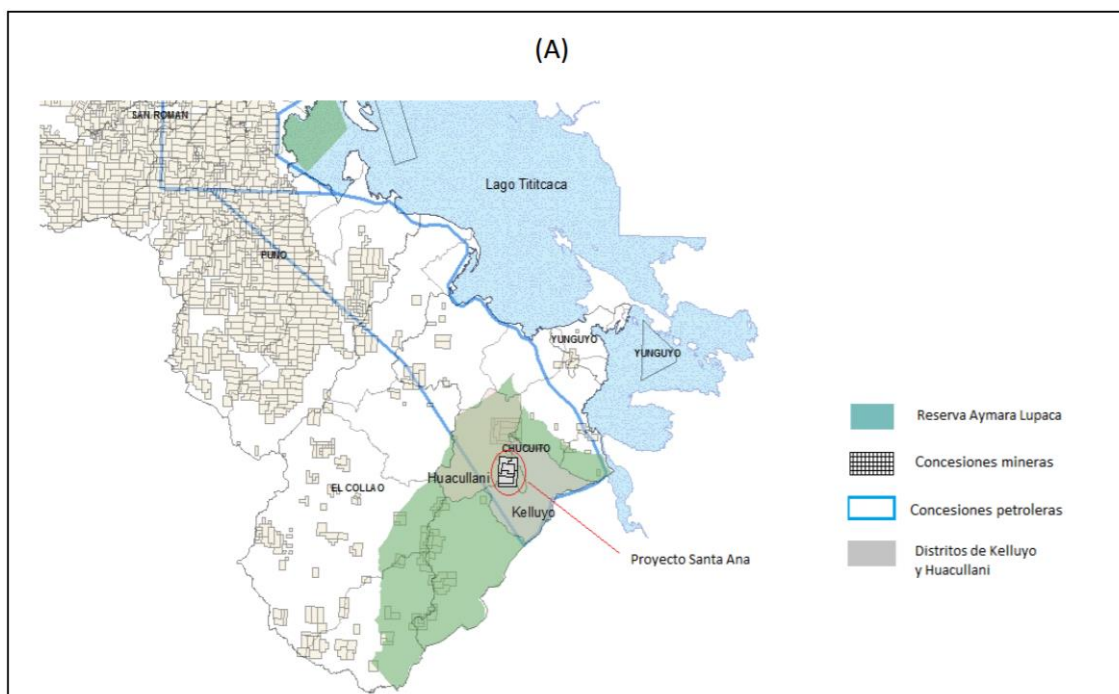 (A)
SAN ROMAN
Lago Tititcaca
PUNO
YUNGUYO
YUNGUYO
CHUCUITO
Huacullani
EL COLLAO
Kelluyo
Proyecto Santa Ana
Reserva Aymara Lupaca
Concesiones mineras
Concesiones petroleras
Distritos de Kelluyo
y Huacullani